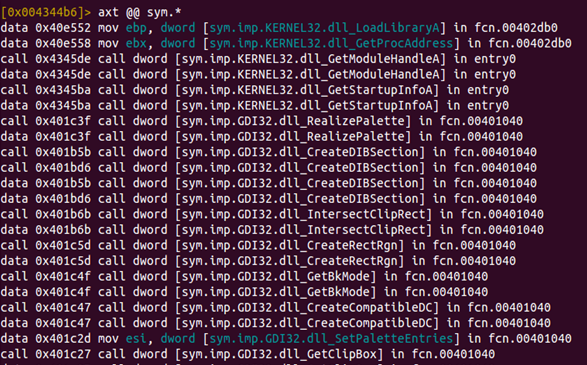 [0x004344b6]> axt @@ sym.*
data 0x40e552 mov ebp, dword [sym.imp.KERNEL32.dll_LoadLibraryA] in fcn.00402db0
data 0x40e558 mov ebx, dword [sym.imp.KERNEL32.dll_GetProcAddress] in fcn.00402db0
call 0x4345de call dword [sym.imp.KERNEL32.dll_GetModuleHandleA] in entry0
data 0x4345de call dword [sym.imp.KERNEL32.dll_GetModuleHandleA] in entry0
call 0x4345ba call dword [sym.imp.KERNEL32.dll_GetStartupInfoA] in entry0
data 0x4345ba call dword [sym.imp.KERNEL32.dll_GetStartupInfoA] in entry0
call 0x401c3f call dword [sym.imp.GDI32.dll_RealizePalette] in fcn.00401040
data 0x401c3f call dword [sym.imp.GDI32.dll_RealizePalette] in fcn.00401040
call 0x401b5b call dword [sym.imp.GDI32.dll_CreateDIBSection] in fcn.00401040
call 0x401bd6 call dword [sym.imp.GDI32.dll_CreateDIBSection] in fcn.00401040
data 0x401b5b call dword [sym.imp.GDI32.dll_CreateDIBSection] in fcn.00401040
data 0x401bd6 call dword [sym.imp.GDI32.dll_CreateDIBSection] in fcn.00401040
call 0x401b6b call dword [sym.imp.GDI32.dll_IntersectClipRect] in fcn.00401040
data 0x401b6b call dword [sym.imp.GDI32.dll_IntersectClipRect] in fcn.00401040
call 0x401c5d call dword [sym.imp.GDI32.dll_CreateRectRgn] in fcn.00401040
data 0x401c5d call dword [sym.imp.GDI32.dll_CreateRectRgn] in fcn.00401040
call 0x401c4f call dword [sym.imp.GDI32.dll_GetBkMode] in fcn.00401040
data 0x401c4f call dword [sym.imp.GDI32.dll_GetBkMode] in fcn.00401040
call 0x401c47 call dword [sym.imp.GDI32.dll_CreateCompatibleDC] in fcn.00401040
data 0x401c47 call dword [sym.imp.GDI32.dll_CreateCompatibleDC] in fcn.00401040
data 0x401c2d mov esi, dword [sym.imp.GDI32.dll_SetPaletteEntries] in fcn.00401040
call 0x401c27 call dword [sym.imp.GDI32.dll_GetClipBox] in fcn.00401040